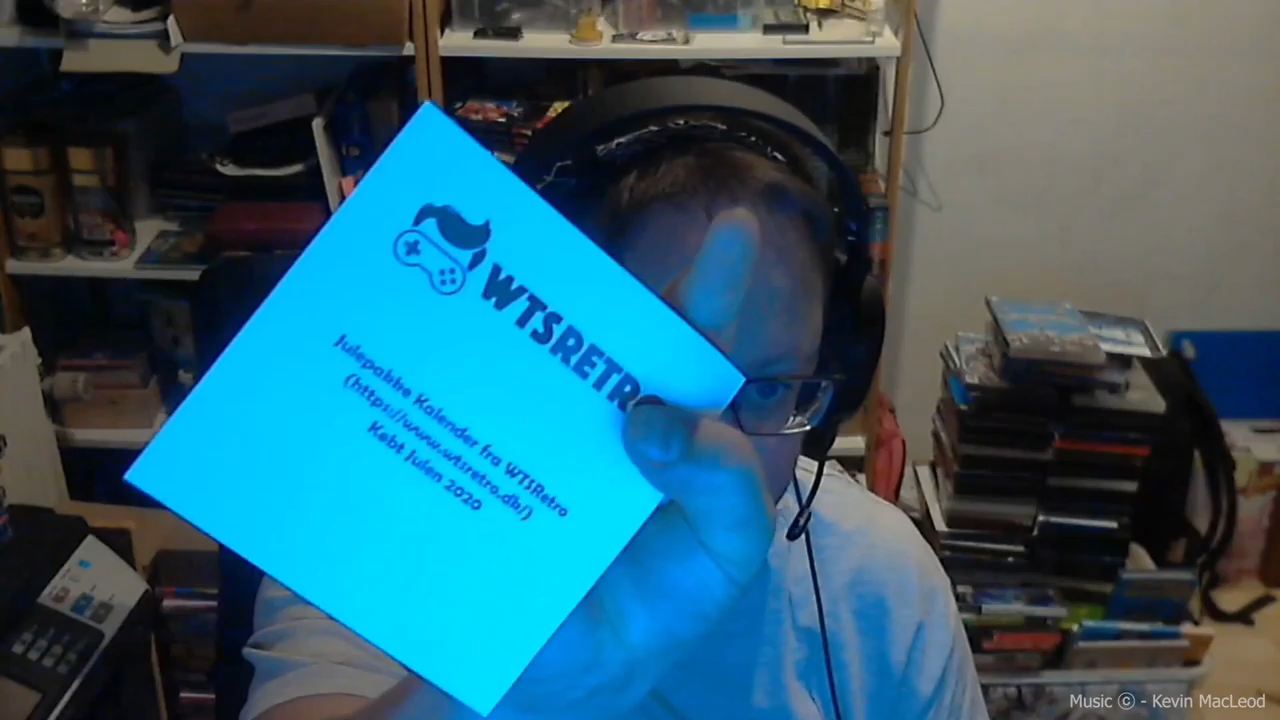 WTSRETRO
Julepakke Kalender fra WTSRetro
(https://www.wtsretro.dk/)
Købt Julen 2020
Music © - Kevin MacLeod